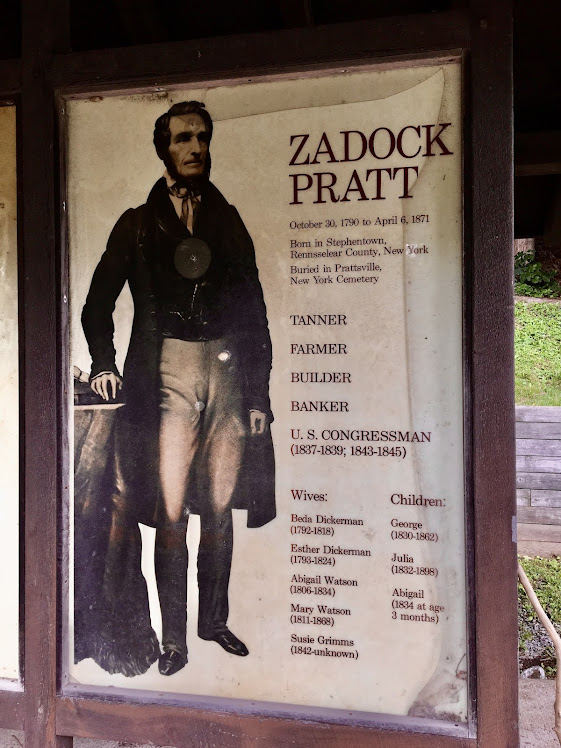 ZADOCK
PRATT
October 30, 1790 to April 6, 1871
Born in Stephentown,
Rennsselear County, New York
Buried in Prattsville,
New York Cemetery
TANNER
FARMER
BUILDER
BANKER
U. S. CONGRESSMAN
(1837-1839; 1843-1845)
Wives:
Beda Dickerman
(1792-1818)
Esther Dickerman
(1793-1824)
Abigail Watson
(1806-1834)
Mary Watson
(1811-1868)
Susie Grimms
(1842-unknown)
Children:
George
(1830-1862)
Julia
(1832-1898)
Abigail
(1834 at age
3 months)